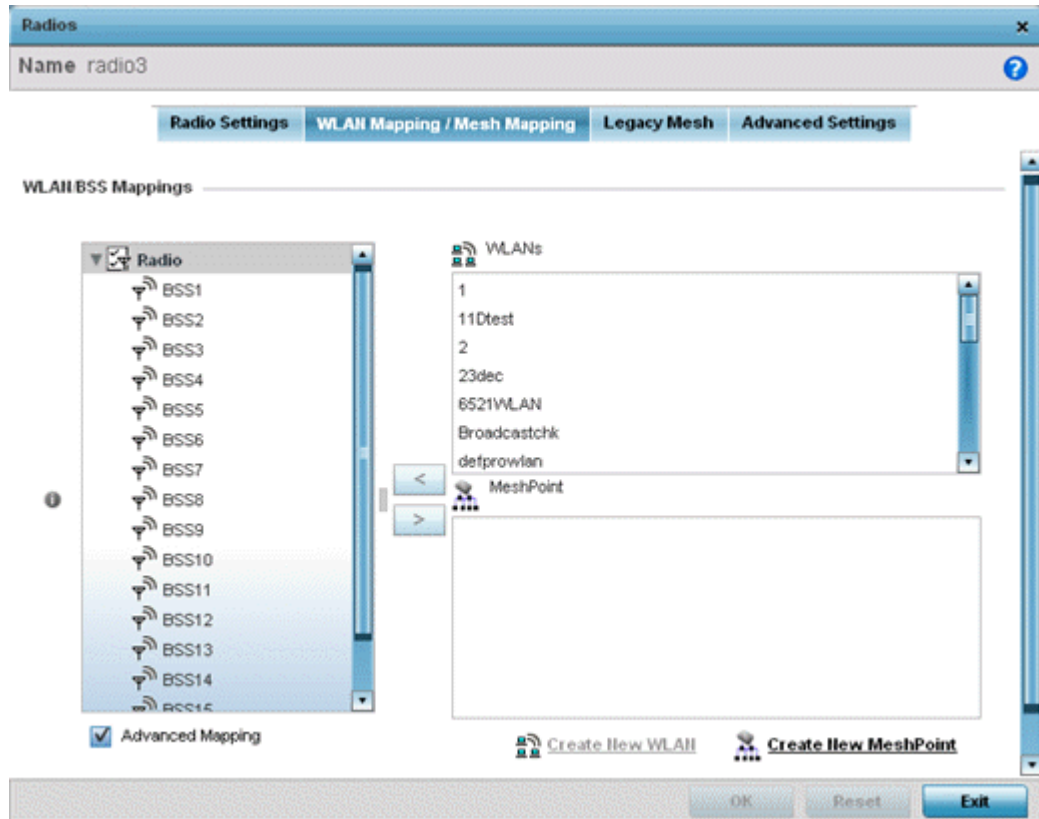 Radios
Name radio3
Radio Settings
WLAN Mapping / Mesh Mapping
Legacy Mesh
Advanced Settings
WLAN/BSS Mappings
Radio
BSS1
BSS2
BSS3
BSS4
BSS5
BSS6
BSS7
BSS8
BSS9
BSS10
BSS11
BSS12
BSS13
BSS14
BSS15
Advanced Mapping
<
>
WLANs
1
11Dtest
2
23dec
6521WLAN
Broadcastchk
defprowlan
MeshPoint
Create New WLAN
Create New MeshPoint
OK
Reset
Exit